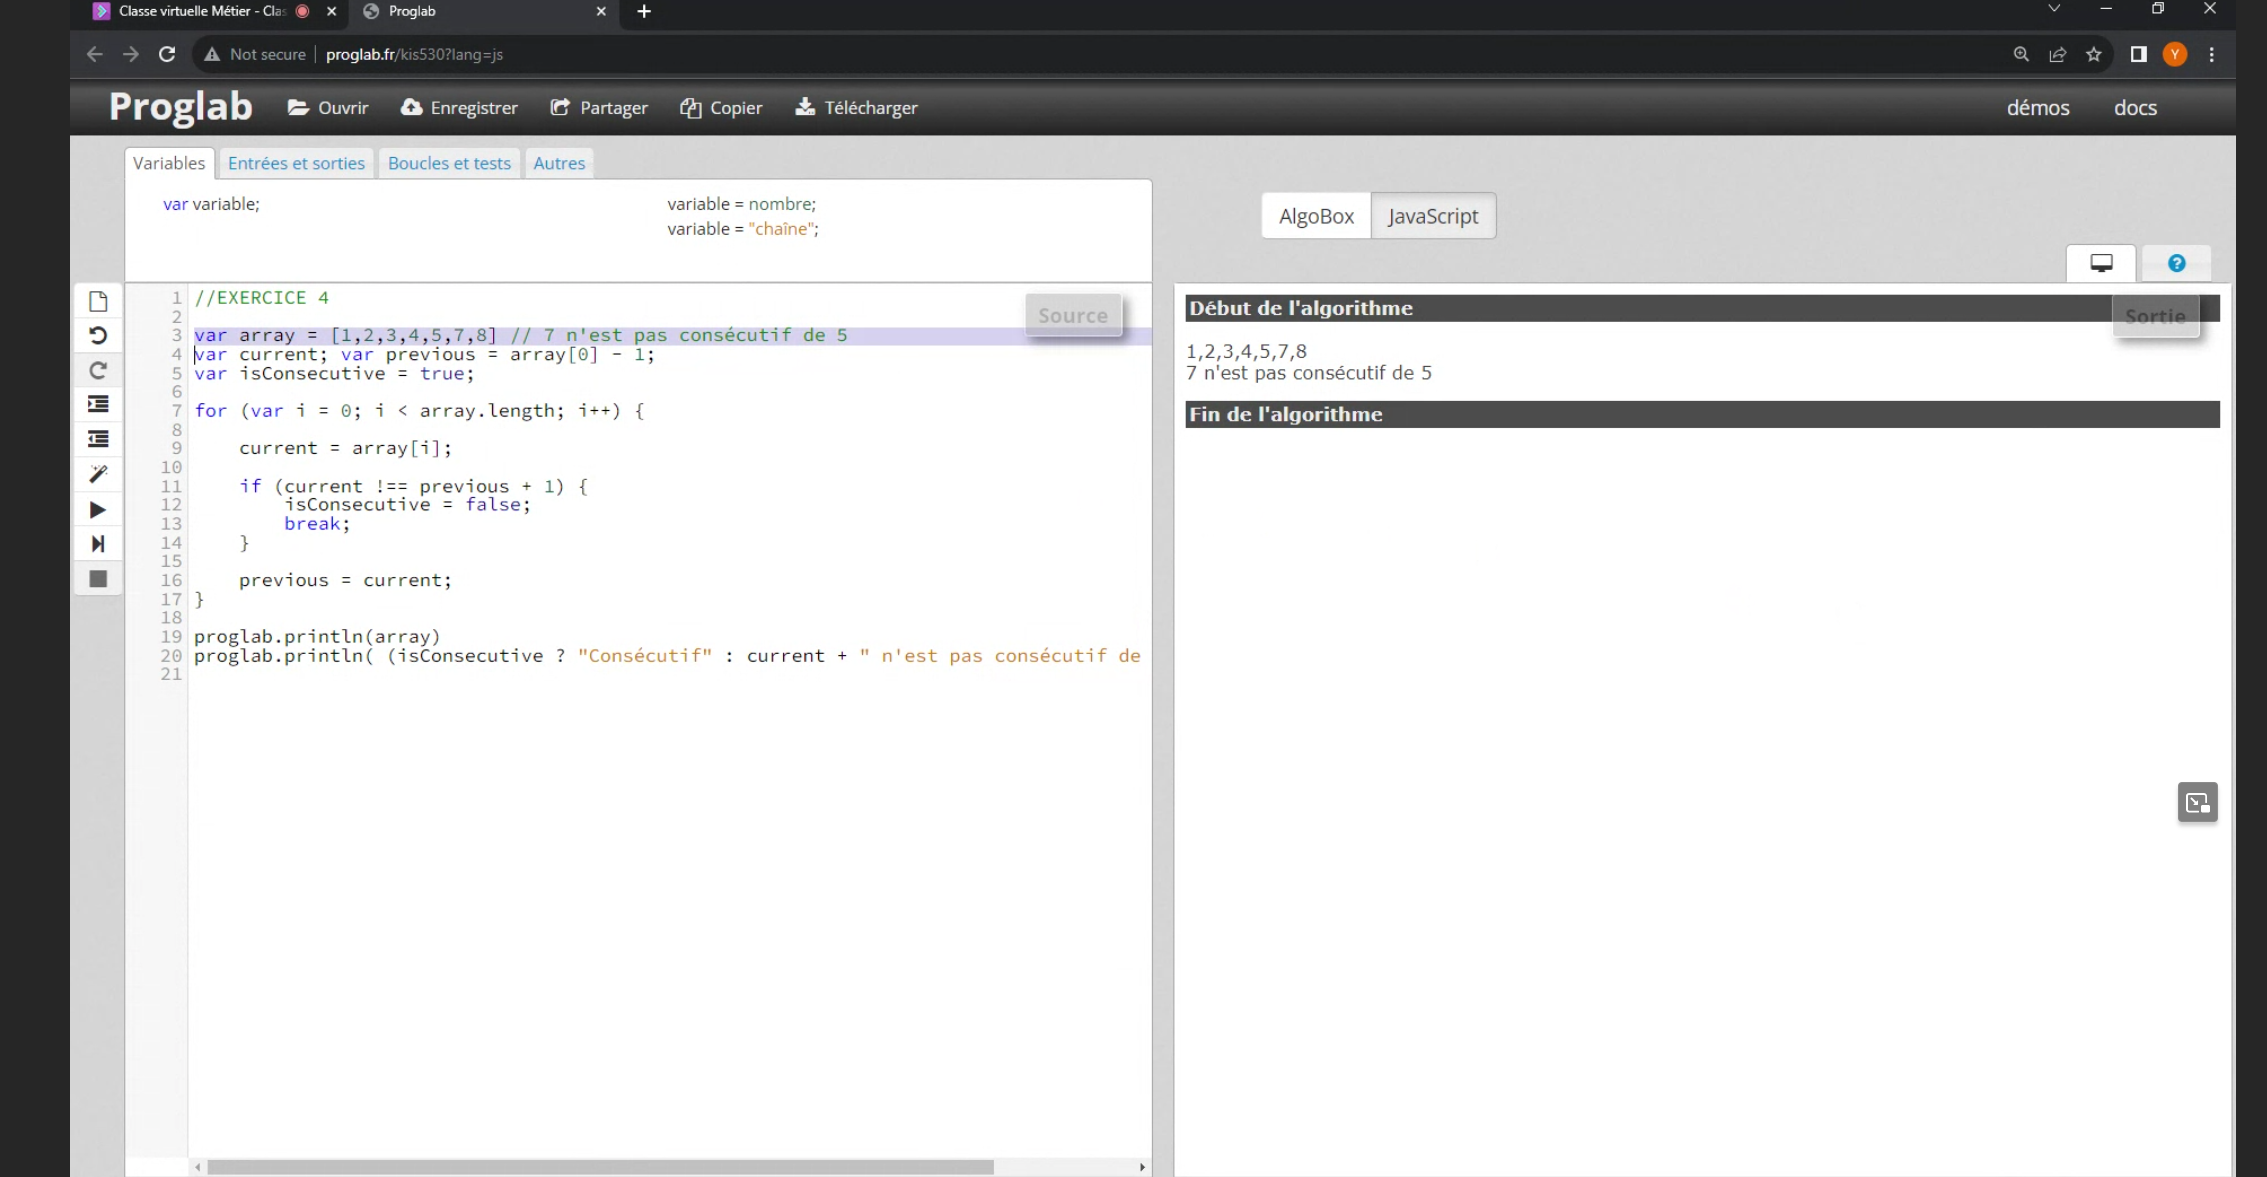 Classe virtuelle Métier - Clas
Proglab
Not secure
proglab.fr/kis530?lang=js
Y
Proglab
Ouvrir
Enregistrer
Partager
Copier
Télécharger
démos
docs
Variables
Entrées et sorties
Boucles et tests
Autres
var variable;
variable = nombre;
variable = "chaîne";
AlgoBox
JavaScript
Source
1 //EXERCICE 4
2
3 var array = [1,2,3,4,5,7,8] // 7 n'est pas consécutif de 5
4 var current; var previous = array[0] - 1;
5 var isConsecutive = true;
6
7 for (var i = 0; i < array.length; i++) {
8
9 current = array[i];
10
11 if (current !== previous + 1) {
12 isConsecutive = false;
13 break;
14 }
15
16 previous = current;
17 }
18
19 proglab.println(array)
20 proglab.println( (isConsecutive ? "Consécutif" : current + " n'est pas consécutif de
21
Début de l'algorithme
Sortie
1,2,3,4,5,7,8
7 n'est pas consécutif de 5
Fin de l'algorithme